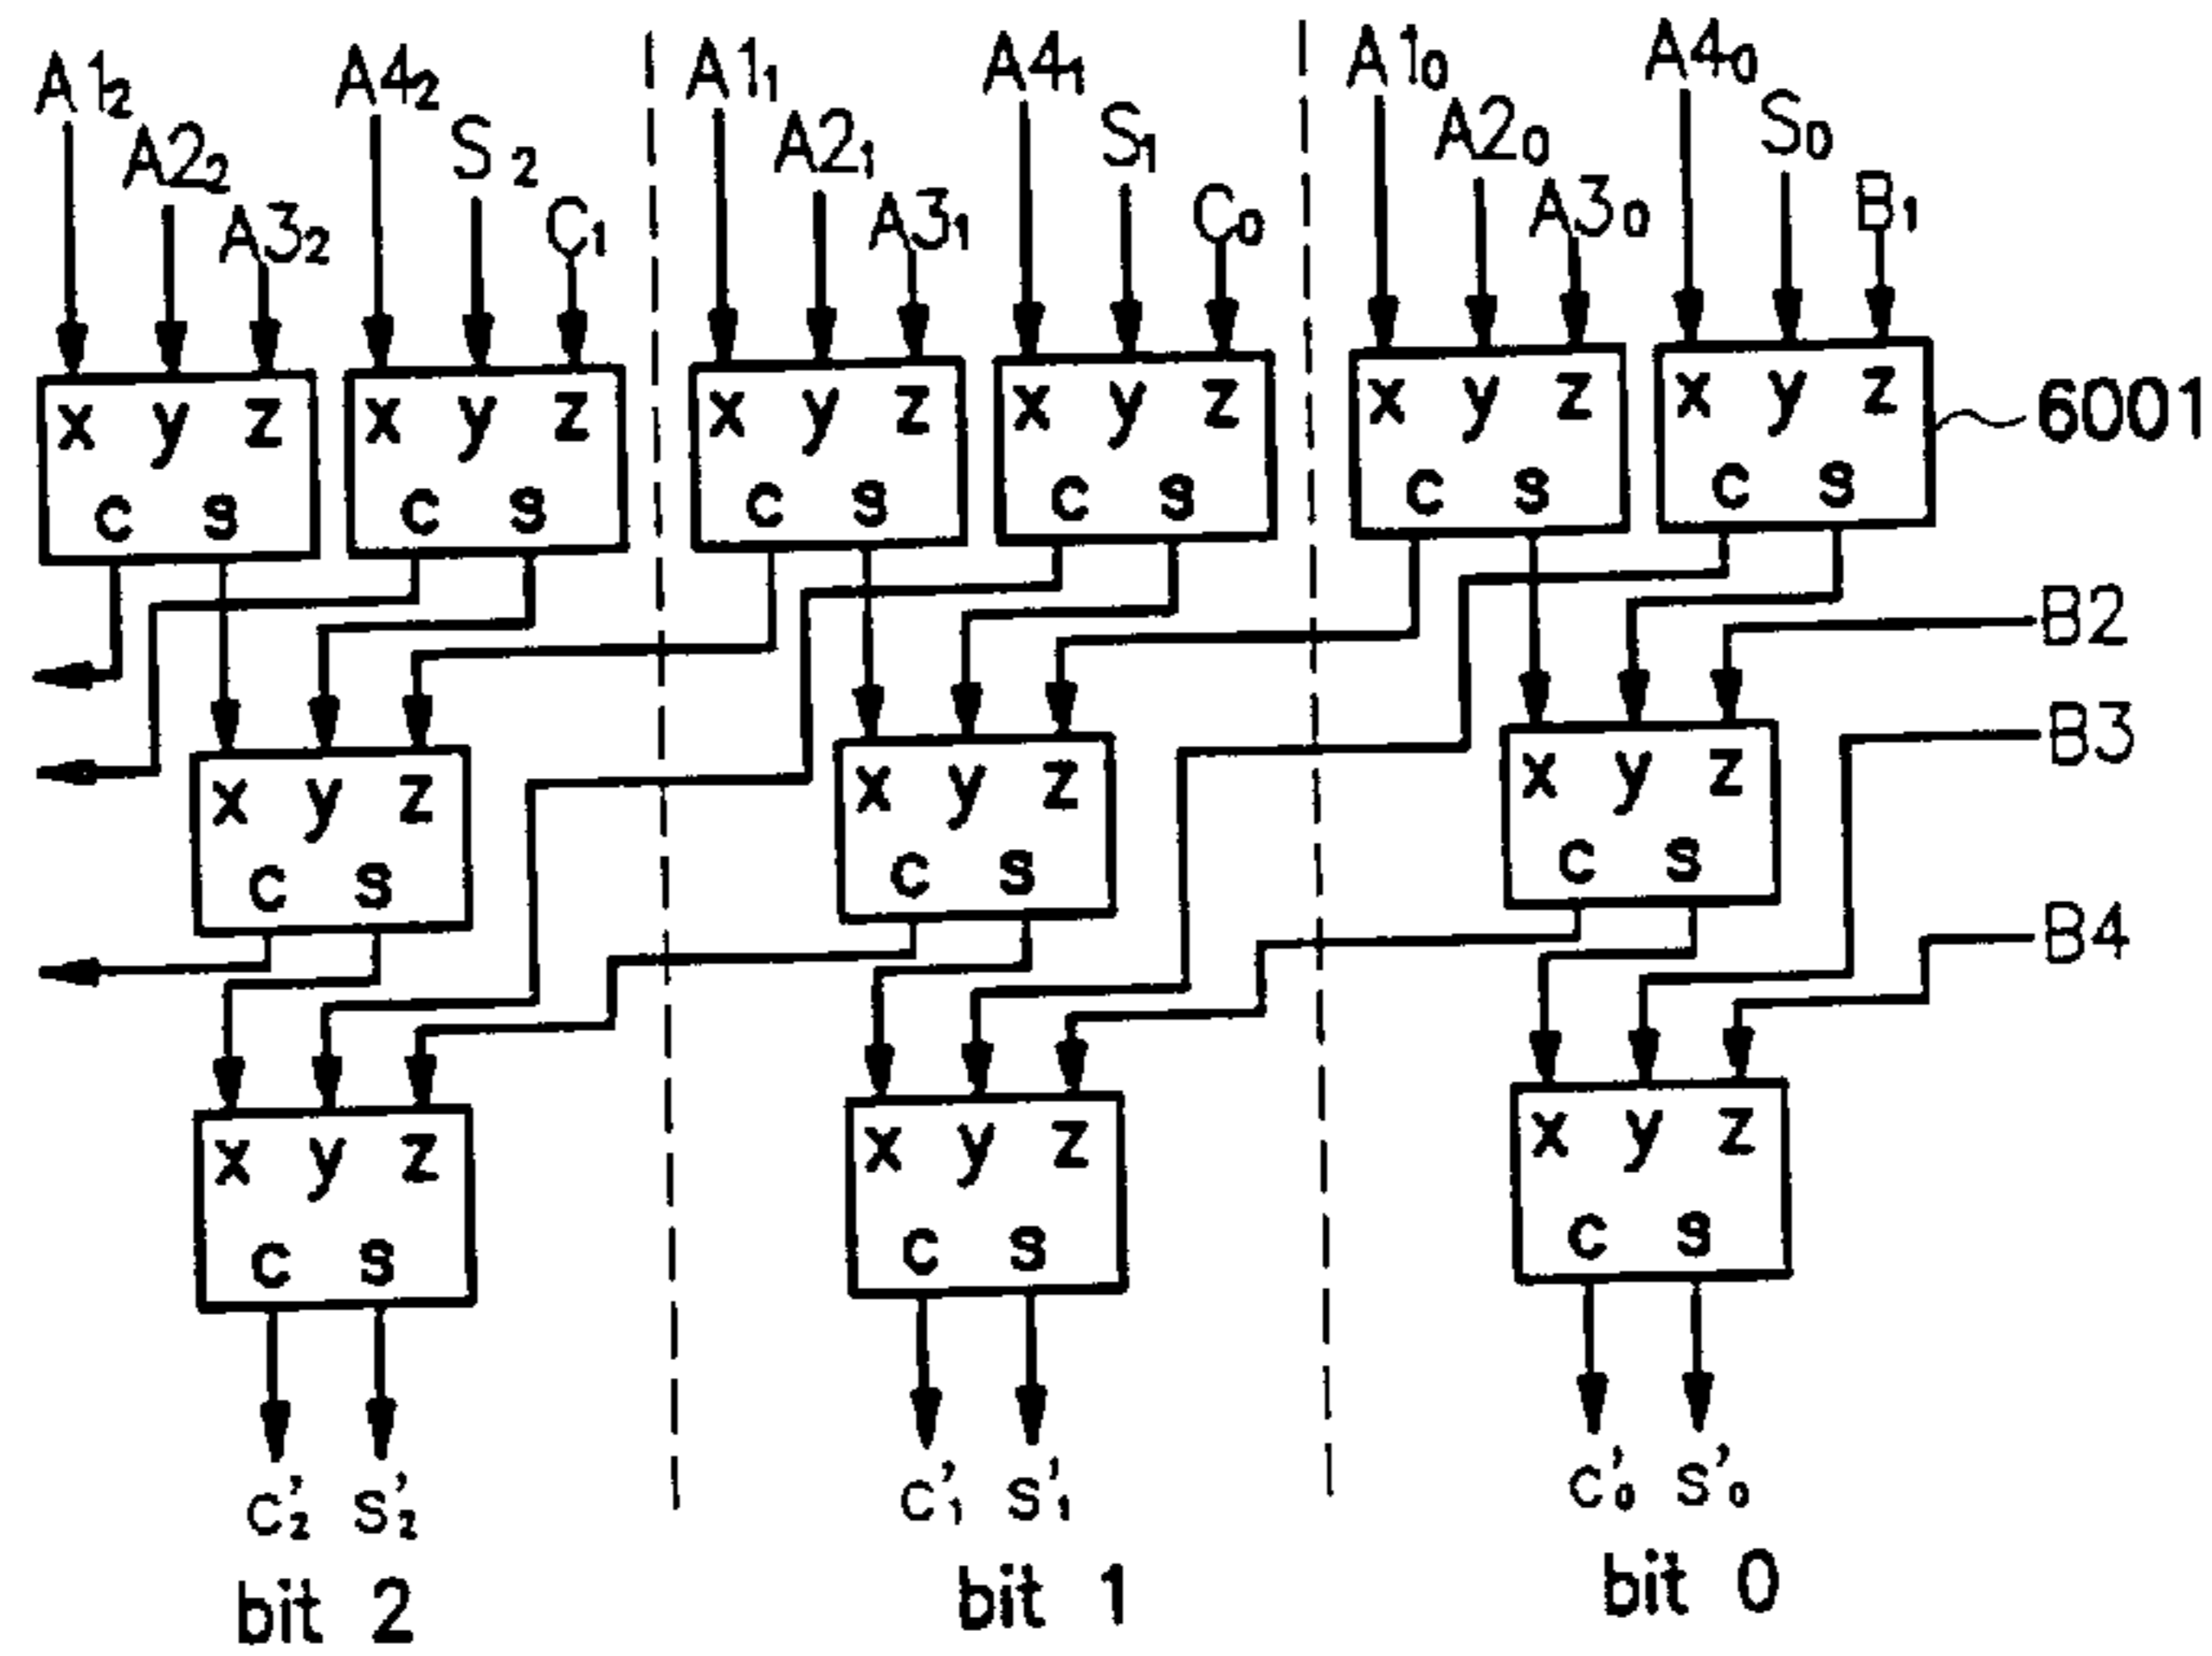 A1₂ A4₂ A1₁ A4₁ A1₀ A4₀
A2₂ S₂ A2₁ S₁ A2₀ S₀
A3₂ C₁ A3₁ C₀ A3₀ B₁
x y z x y z x y z x y z x y z x y z 6001
c s c s c s c s c s c s
B2
B3
x y z x y z x y z
c s c s c s
B4
x y z x y z x y z
c s c s c s
c'₂ s'₂ c'₁ s'₁ c'₀ s'₀
bit 2 bit 1 bit 0